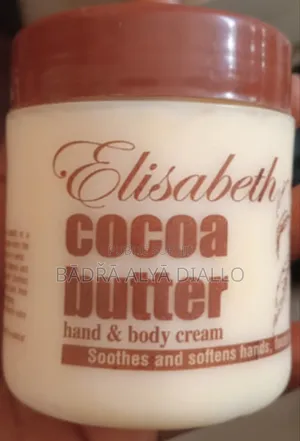 Elisabeth
cocoa
BADRA ALYA DIALLO
butter
hand & body cream
Soothes and softens hands,